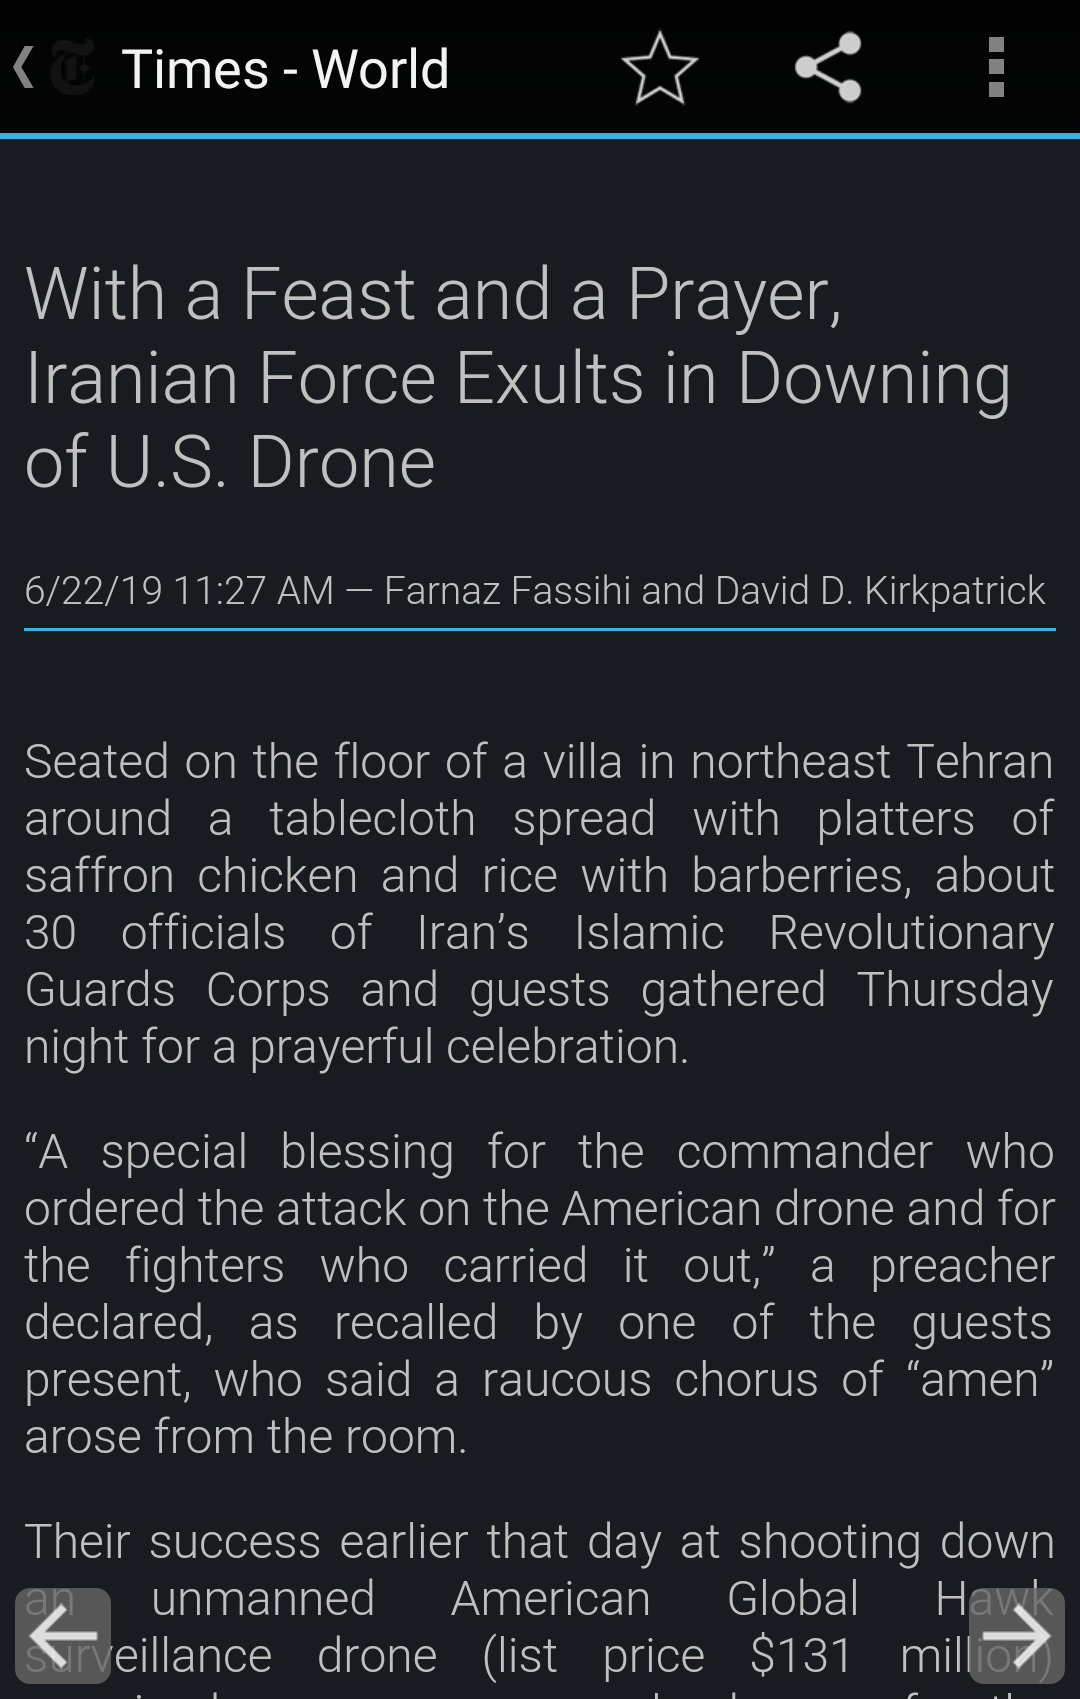 Times - World
With a Feast and a Prayer,
Iranian Force Exults in Downing
of U.S. Drone
6/22/19 11:27 AM — Farnaz Fassihi and David D. Kirkpatrick
Seated on the floor of a villa in northeast Tehran
around a tablecloth spread with platters of
saffron chicken and rice with barberries, about
30 officials of Iran’s Islamic Revolutionary
Guards Corps and guests gathered Thursday
night for a prayerful celebration.
“A special blessing for the commander who
ordered the attack on the American drone and for
the fighters who carried it out,” a preacher
declared, as recalled by one of the guests
present, who said a raucous chorus of “amen”
arose from the room.
Their success earlier that day at shooting down
an unmanned American Global Hawk
surveillance drone (list price $131 million)